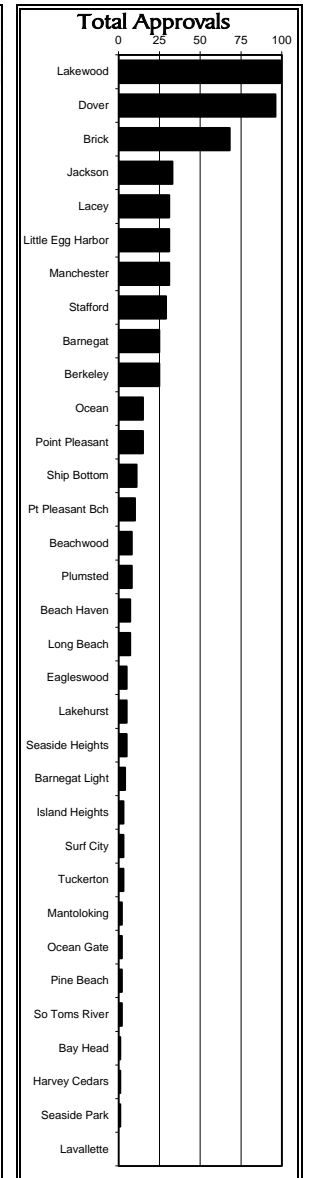 Total Approvals
0 25 50 75 100
Lakewood
Dover
Brick
Jackson
Lacey
Little Egg Harbor
Manchester
Stafford
Barnegat
Berkeley
Ocean
Point Pleasant
Ship Bottom
Pt Pleasant Bch
Beachwood
Plumsted
Beach Haven
Long Beach
Eagleswood
Lakehurst
Seaside Heights
Barnegat Light
Island Heights
Surf City
Tuckerton
Mantoloking
Ocean Gate
Pine Beach
So Toms River
Bay Head
Harvey Cedars
Seaside Park
Lavallette